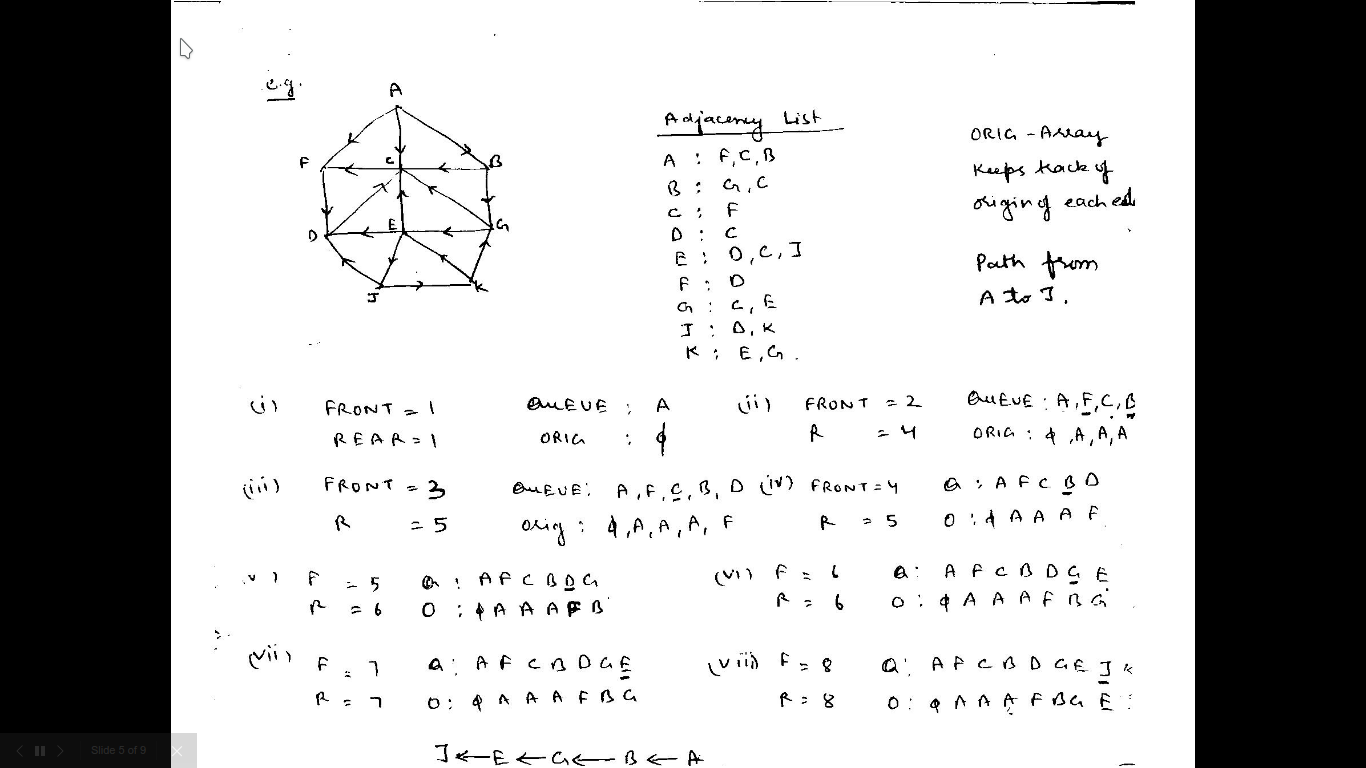 e.g.
A
F C B
D E G
J K
Adjacency List
A : F, C, B
B : G, C
C : F
D : C
E : D, C, J
F : D
G : C, E
J : D, K
K : E, G.
ORIG - Array
Keeps track of
origin of each ed
Path from
A to J.
(i) FRONT = 1 QUEUE : A
REAR = 1 ORIG : ϕ
(ii) FRONT = 2 QUEUE : A, F, C, B
R = 4 ORIG : ϕ, A, A, A
(iii) FRONT = 3 QUEUE : A, F, C, B, D
R = 5 Orig : ϕ, A, A, A, F
(iv) FRONT = 4 Q : A F C B D
R = 5 O : ϕ A A A F
v) F = 5 Q : A F C B D G
R = 6 O : ϕ A A A F B
(vi) F = 6 Q : A F C B D G E
R = 6 O : ϕ A A A F B G
(vii) F = 7 Q : A F C B D G E
R = 7 O : ϕ A A A F B G
(viii) F = 8 Q : A F C B D G E J K
R = 8 O : ϕ A A A F B G E
J ← E ← G ← B ← A
Slide 5 of 9